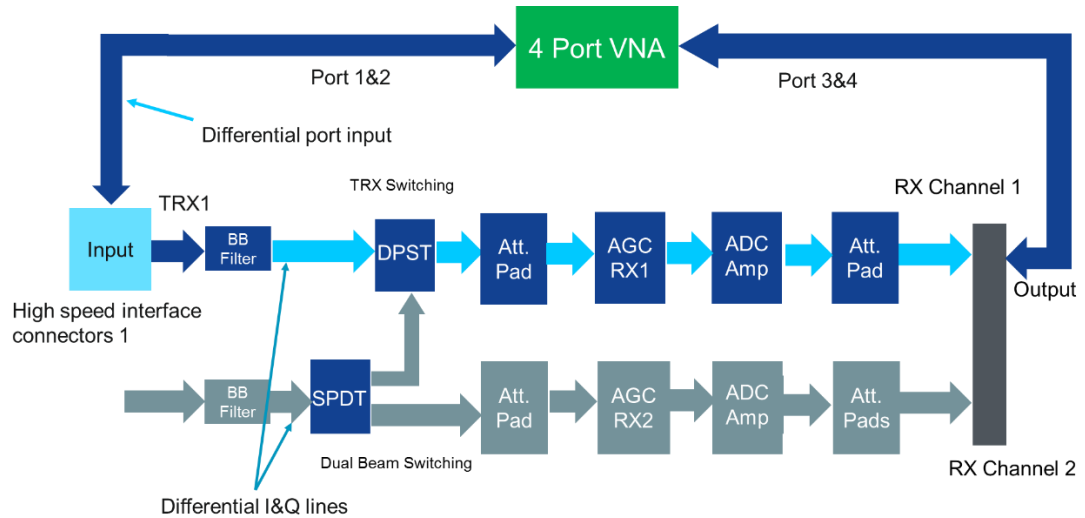 4 Port VNA
Port 1&2
Port 3&4
Differential port input
TRX Switching
RX Channel 1
TRX1
Input
BB
Filter
DPST
Att.
Pad
AGC
RX1
ADC
Amp
Att.
Pad
Output
High speed interface
connectors 1
BB
Filter
SPDT
Att.
Pad
AGC
RX2
ADC
Amp
Att.
Pads
Dual Beam Switching
RX Channel 2
Differential I&Q lines